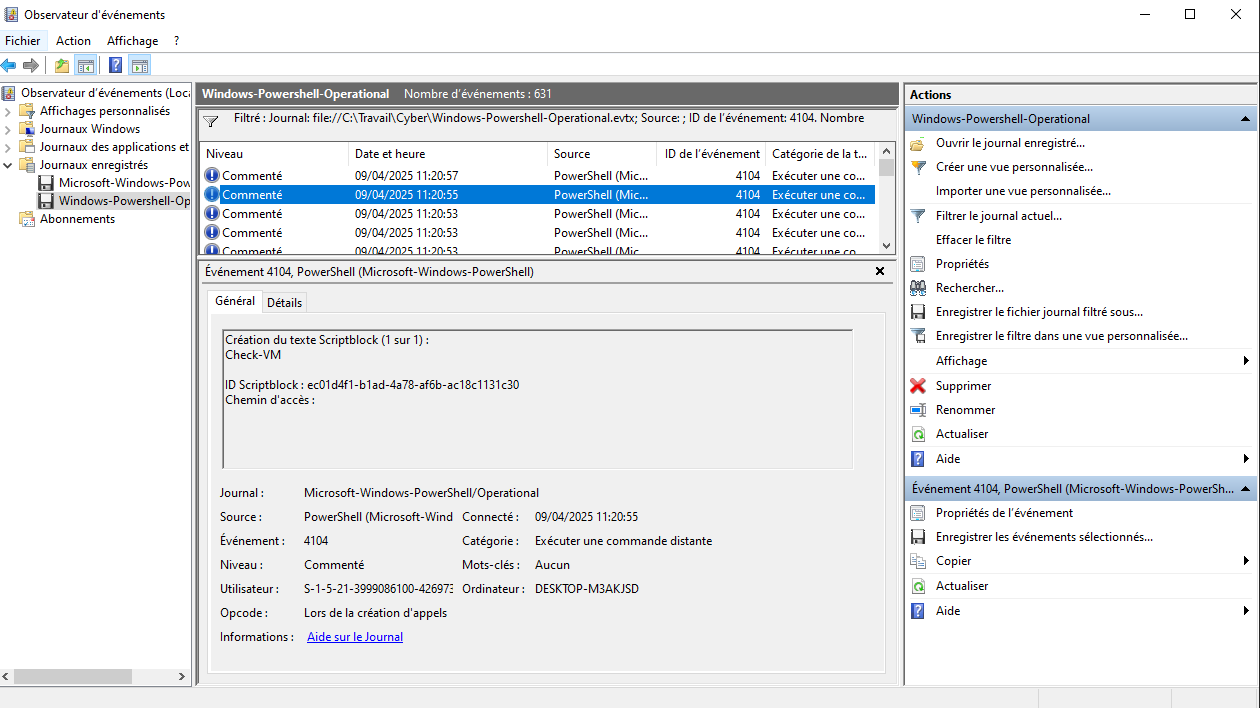 Observateur d'événements
Fichier Action Affichage ?
Observateur d'événements (Loca
Affichages personnalisés
Journaux Windows
Journaux des applications et
Journaux enregistrés
Microsoft-Windows-Pow
Windows-Powershell-Op
Abonnements
Windows-Powershell-Operational Nombre d'événements : 631
Filtré : Journal: file://C:\Travail\Cyber\Windows-Powershell-Operational.evtx; Source: ; ID de l'événement: 4104. Nombre
Niveau Date et heure Source ID de l'événement Catégorie de la t...
Commenté 09/04/2025 11:20:57 PowerShell (Mic... 4104 Exécuter une co...
Commenté 09/04/2025 11:20:55 PowerShell (Mic... 4104 Exécuter une co...
Commenté 09/04/2025 11:20:53 PowerShell (Mic... 4104 Exécuter une co...
Commenté 09/04/2025 11:20:53 PowerShell (Mic... 4104 Exécuter une co...
Commenté 09/04/2025 11:20:53 PowerShell (Mic... 4104 Exécuter une co...
Événement 4104, PowerShell (Microsoft-Windows-PowerShell)
Général Détails
Création du texte Scriptblock (1 sur 1) :
Check-VM
ID Scriptblock : ec01d4f1-b1ad-4a78-af6b-ac18c1131c30
Chemin d'accès :
Journal : Microsoft-Windows-PowerShell/Operational
Source : PowerShell (Microsoft-Wind Connecté : 09/04/2025 11:20:55
Événement : 4104 Catégorie : Exécuter une commande distante
Niveau : Commenté Mots-clés : Aucun
Utilisateur : S-1-5-21-3999086100-426973 Ordinateur : DESKTOP-M3AKJSD
Opcode : Lors de la création d'appels
Informations : Aide sur le Journal
Actions
Windows-Powershell-Operational
Ouvrir le journal enregistré...
Créer une vue personnalisée...
Importer une vue personnalisée...
Filtrer le journal actuel...
Effacer le filtre
Propriétés
Rechercher...
Enregistrer le fichier journal filtré sous...
Enregistrer le filtre dans une vue personnalisée...
Affichage
Supprimer
Renommer
Actualiser
Aide
Événement 4104, PowerShell (Microsoft-Windows-PowerSh...
Propriétés de l'événement
Enregistrer les événements sélectionnés...
Copier
Actualiser
Aide